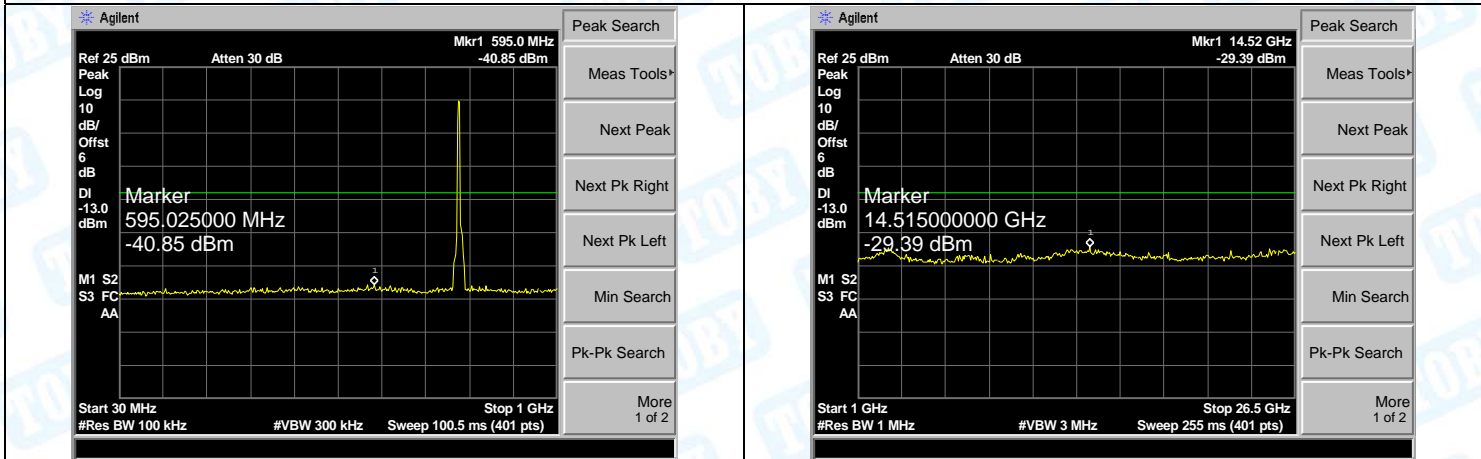 Agilent
Peak Search
Mkr1 595.0 MHz
Ref 25 dBm Atten 30 dB -40.85 dBm
Peak
Log
10
dB/
Offst
6
dB
DI
-13.0
dBm
Marker
595.025000 MHz
-40.85 dBm
1
M1 S2
S3 FC
AA
Start 30 MHz Stop 1 GHz
#Res BW 100 kHz #VBW 300 kHz Sweep 100.5 ms (401 pts)
Meas Tools
Next Peak
Next Pk Right
Next Pk Left
Min Search
Pk-Pk Search
More
1 of 2
Agilent
Peak Search
Mkr1 14.52 GHz
Ref 25 dBm Atten 30 dB -29.39 dBm
Peak
Log
10
dB/
Offst
6
dB
DI
-13.0
dBm
Marker
14.515000000 GHz
-29.39 dBm
1
M1 S2
S3 FC
AA
Start 1 GHz Stop 26.5 GHz
#Res BW 1 MHz #VBW 3 MHz Sweep 255 ms (401 pts)
Meas Tools
Next Peak
Next Pk Right
Next Pk Left
Min Search
Pk-Pk Search
More
1 of 2
TOBY